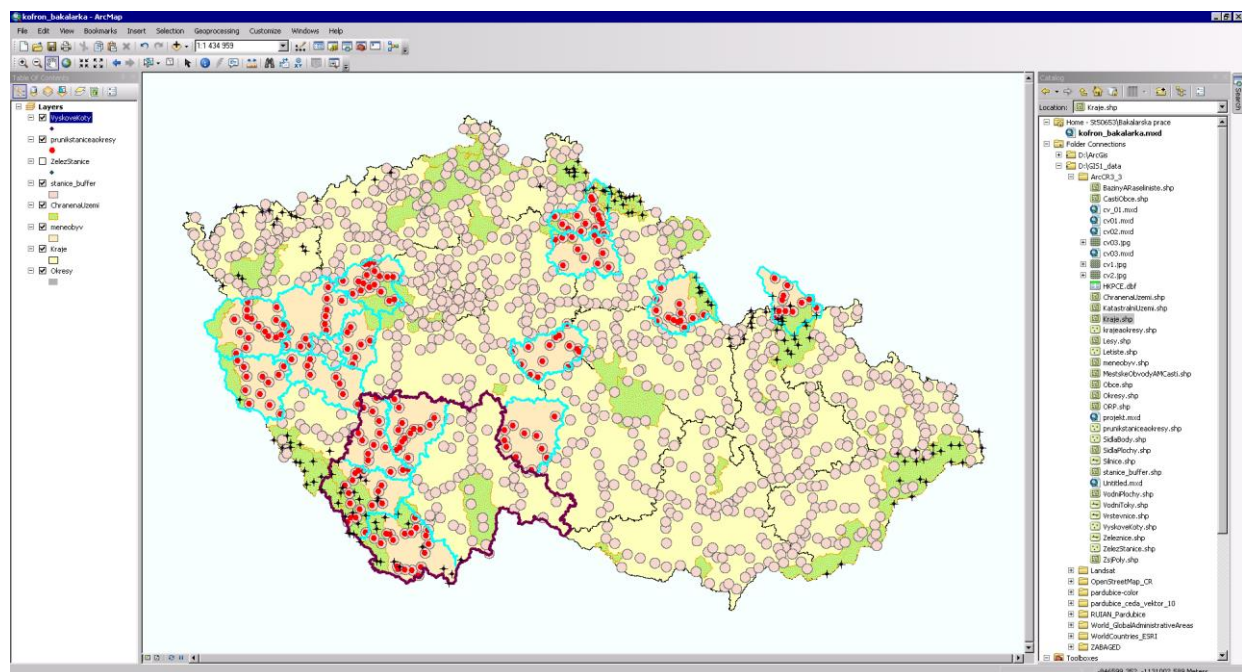 kofron_bakalarka - ArcMap
File Edit View Bookmarks Insert Selection Geoprocessing Customize Windows Help
1:1 434 959
Table Of Contents
Layers
VyskoveKoty
prunikstaniceaokresy
ZelezStanice
stanice_buffer
ChranenaUzemi
meneobyv
Kraje
Okresy
Catalog
Location: Kraje.shp
Home - St50653\Bakalarska prace
kofron_bakalarka.mxd
Folder Connections
D:\ArcGis
D:\GIS1_data
ArcCR3_3
BazinyARaseliniste.shp
CastiObce.shp
cv_01.mxd
cv01.mxd
cv02.mxd
cv03.jpg
cv03.mxd
cv1.jpg
cv2.jpg
HKPCE.dbf
ChranenaUzemi.shp
KatastralniUzemi.shp
Kraje.shp
krajeaokresy.shp
Lesy.shp
Letiste.shp
meneobyv.shp
MestskeObvodyAMCasti.shp
Obce.shp
Okresy.shp
ORP.shp
projekt.mxd
prunikstaniceaokresy.shp
SidlaBody.shp
SidlaPlochy.shp
Silnice.shp
stanice_buffer.shp
Untitled.mxd
VodniPlochy.shp
VodniToky.shp
Vrstevnice.shp
VyskoveKoty.shp
Zeleznice.shp
ZelezStanice.shp
ZsjPoly.shp
Landsat
OpenStreetMap_CR
pardubice-color
pardubice_ceda_vektor_10
RUIAN_Pardubice
World_GlobalAdministrativeAreas
WorldCountries_ESRI
ZABAGED
Toolboxes
Search